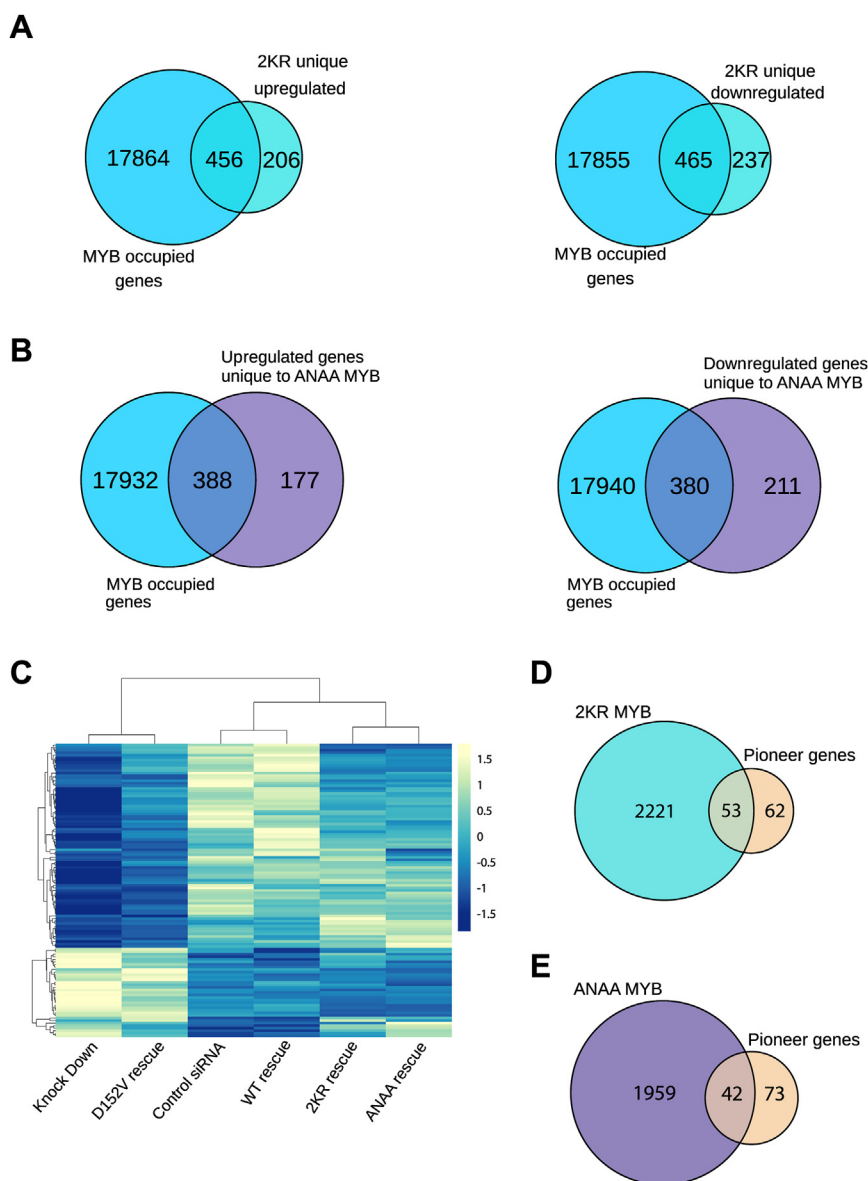 A
2KR unique
upregulated
17864
456
206
MYB occupied
genes
2KR unique
downregulated
17855
465
237
MYB occupied
genes
B
Upregulated genes
unique to ANAA MYB
17932
388
177
MYB occupied
genes
Downregulated genes
unique to ANAA MYB
17940
380
211
MYB occupied
genes
C
1.5
1
0.5
0
-0.5
-1
-1.5
Knock Down
D152V rescue
Control siRNA
WT rescue
2KR rescue
ANAA rescue
D
2KR MYB
Pioneer genes
2221
53
62
E
ANAA MYB
Pioneer genes
1959
42
73